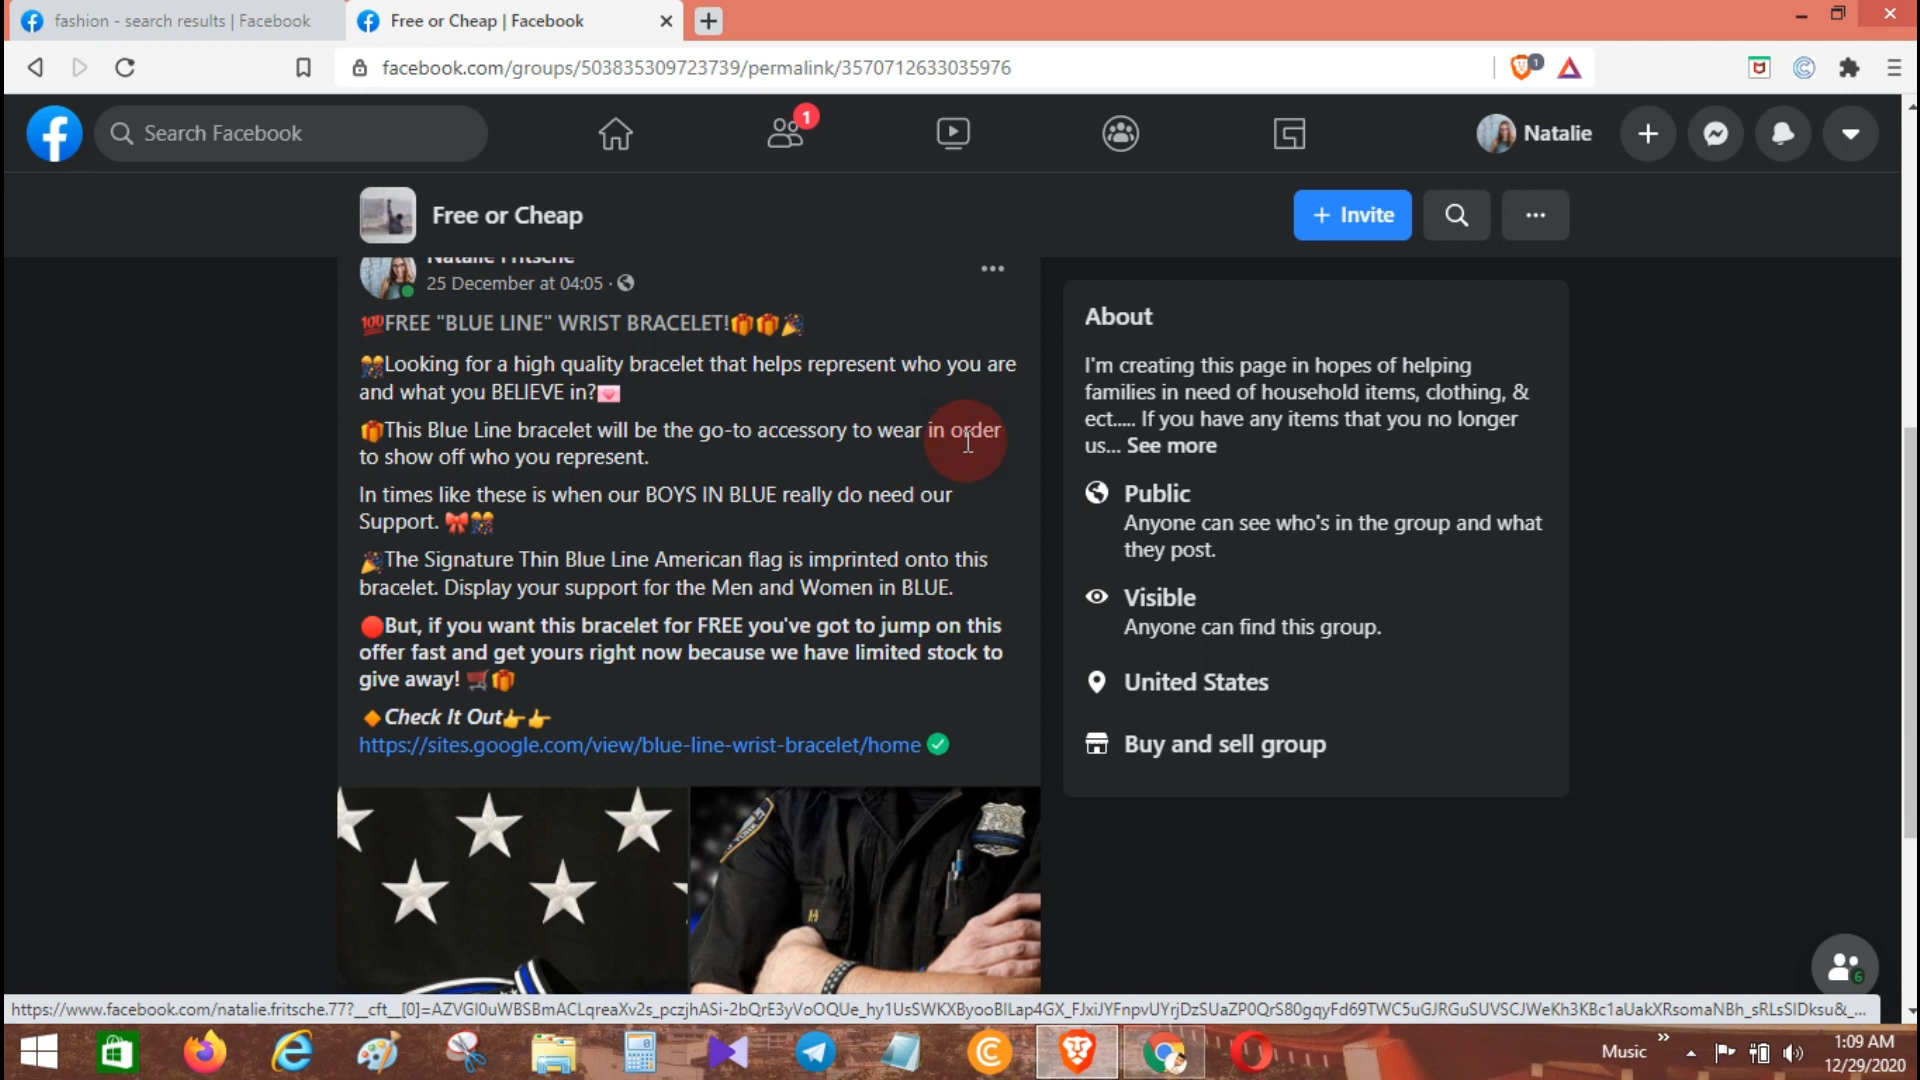 fashion - search results | Facebook
Free or Cheap | Facebook
facebook.com/groups/503835309723739/permalink/3570712633035976
1
Search Facebook
1
Natalie
Free or Cheap
+ Invite
Natalie Fritsche
25 December at 04:05 ·
💯FREE "BLUE LINE" WRIST BRACELET!🎁🎁🎉
🎊Looking for a high quality bracelet that helps represent who you are
and what you BELIEVE in?💌
🎁This Blue Line bracelet will be the go-to accessory to wear in order
to show off who you represent.
In times like these is when our BOYS IN BLUE really do need our
Support. 🎀🎊
🎉The Signature Thin Blue Line American flag is imprinted onto this
bracelet. Display your support for the Men and Women in BLUE.
🔴But, if you want this bracelet for FREE you've got to jump on this
offer fast and get yours right now because we have limited stock to
give away! 🛒🎁
🔸Check It Out👉👉
https://sites.google.com/view/blue-line-wrist-bracelet/home
About
I'm creating this page in hopes of helping
families in need of household items, clothing, &
ect..... If you have any items that you no longer
us... See more
Public
Anyone can see who's in the group and what
they post.
Visible
Anyone can find this group.
United States
Buy and sell group
6
Music
1:09 AM
12/29/2020